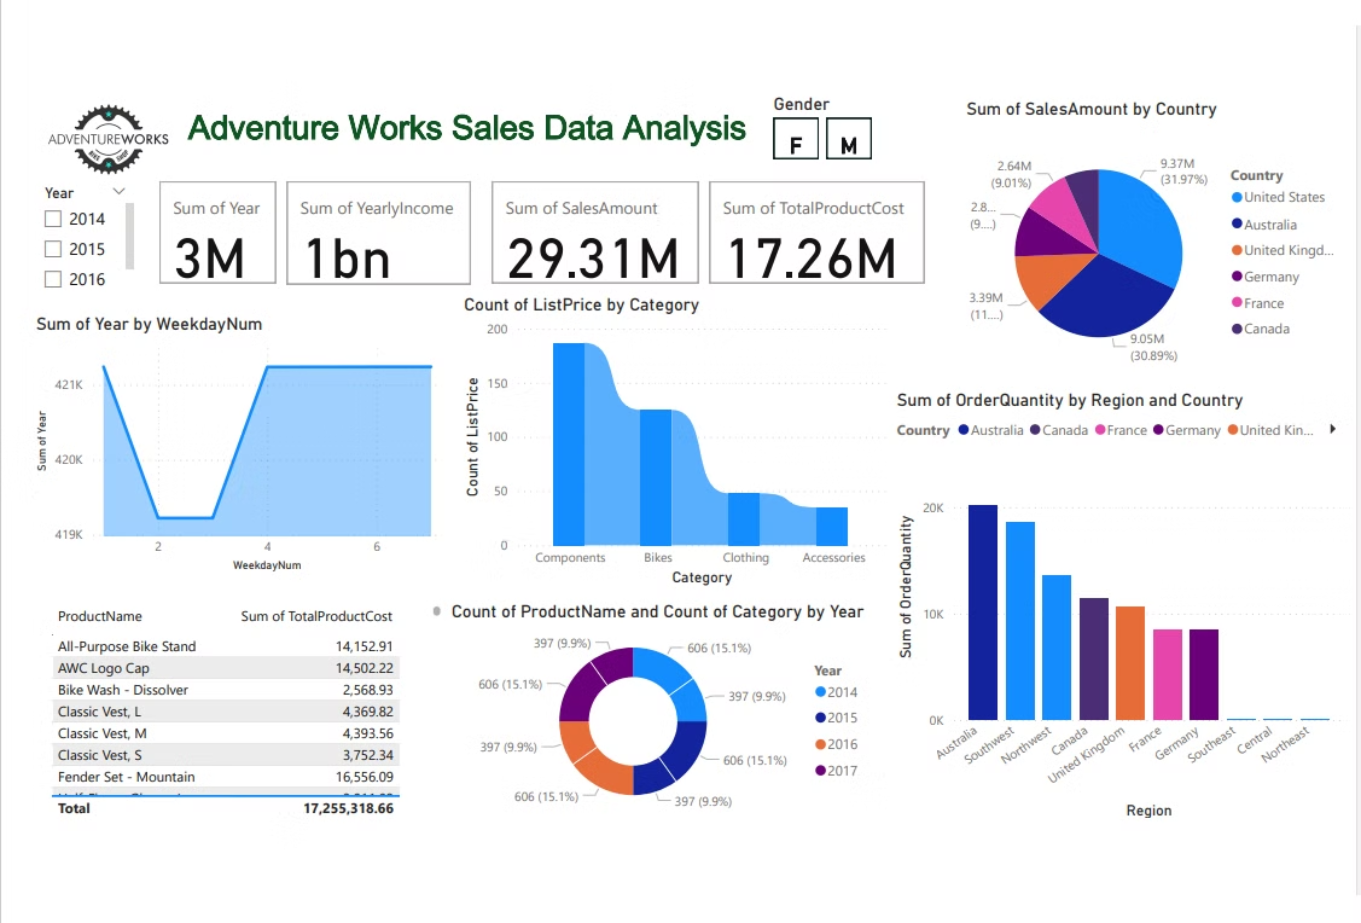 ADVENTUREWORKS
BIKE SHOP
Adventure Works Sales Data Analysis
Gender
F M
Year
2014
2015
2016
Sum of Year
3M
Sum of YearlyIncome
1bn
Sum of SalesAmount
29.31M
Sum of TotalProductCost
17.26M
Sum of SalesAmount by Country
2.64M
(9.01%)
9.37M
(31.97%)
2.8...
(9....)
3.39M
(11....)
9.05M
(30.89%)
Country
United States
Australia
United Kingd...
Germany
France
Canada
Sum of Year by WeekdayNum
Sum of Year
421K
420K
419K
2 4 6
WeekdayNum
Count of ListPrice by Category
Count of ListPrice
200
150
100
50
0
Components Bikes Clothing Accessories
Category
Sum of OrderQuantity by Region and Country
Country Australia Canada France Germany United Kin...
Sum of OrderQuantity
20K
10K
0K
Australia
Southwest
Northwest
Canada
United Kingdom
France
Germany
Southeast
Central
Northeast
Region
ProductName Sum of TotalProductCost
All-Purpose Bike Stand 14,152.91
AWC Logo Cap 14,502.22
Bike Wash - Dissolver 2,568.93
Classic Vest, L 4,369.82
Classic Vest, M 4,393.56
Classic Vest, S 3,752.34
Fender Set - Mountain 16,556.09
Total 17,255,318.66
Count of ProductName and Count of Category by Year
397 (9.9%)
606 (15.1%)
606 (15.1%)
397 (9.9%)
397 (9.9%)
606 (15.1%)
606 (15.1%)
397 (9.9%)
Year
2014
2015
2016
2017